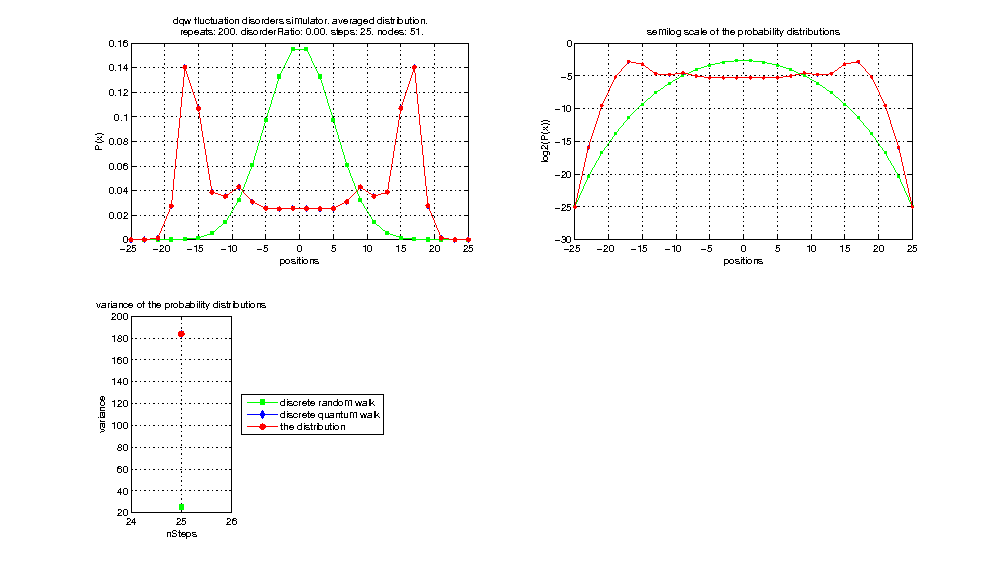 dqw fluctuation disorders simulator. averaged distribution.
repeats: 200. disorderRatio: 0.00. steps: 25. nodes: 51.
0.16
0.14
0.12
0.1
0.08
0.06
0.04
0.02
0
P(x)
−25 −20 −15 −10 −5 0 5 10 15 20 25
positions.
semilog scale of the probability distributions.
0
−5
−10
−15
−20
−25
−30
log2(P(x))
−25 −20 −15 −10 −5 0 5 10 15 20 25
positions.
variance of the probability distributions.
200
180
160
140
120
100
80
60
40
20
variance
24 25 26
nSteps.
discrete random walk
discrete quantum walk
the distribution